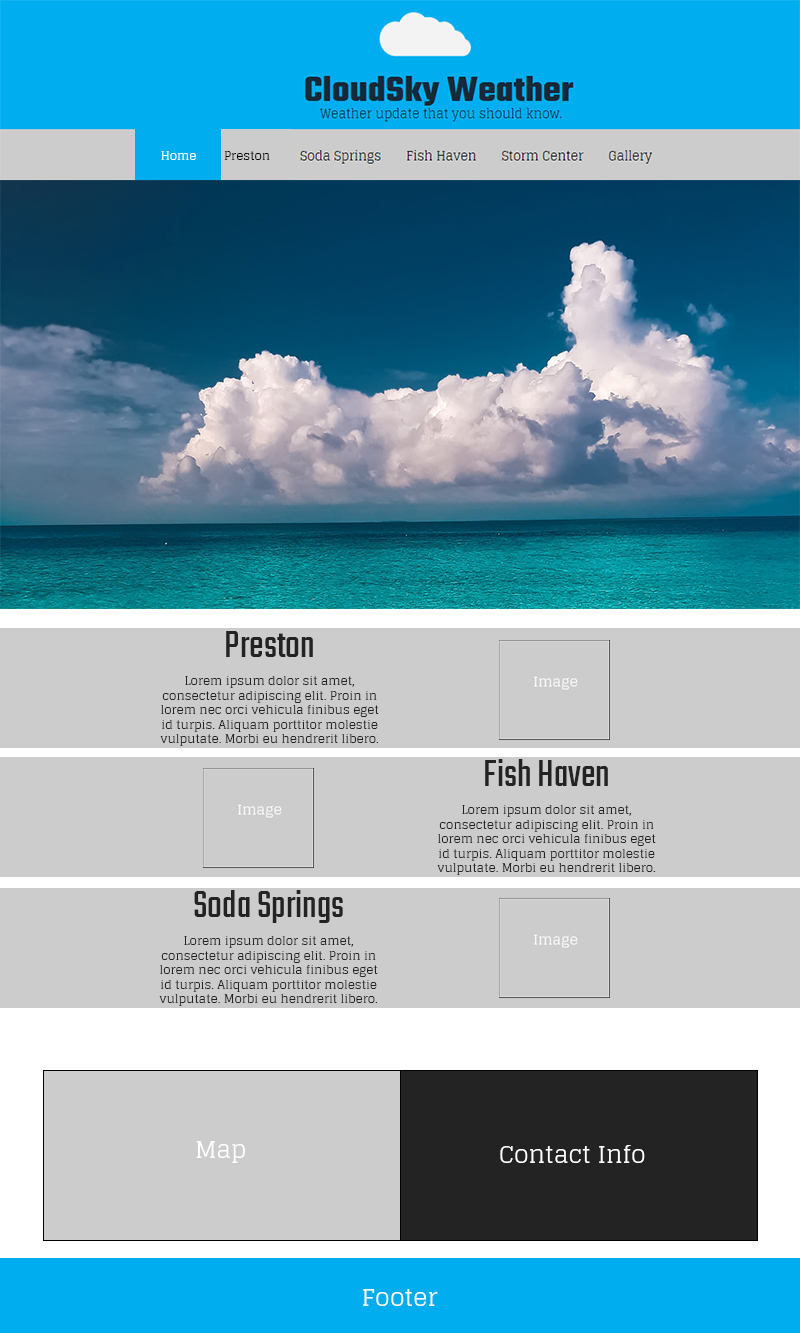 CloudSky Weather
Weather update that you should know.
Home Preston Soda Springs Fish Haven Storm Center Gallery
Preston
Lorem ipsum dolor sit amet,
consectetur adipiscing elit. Proin in
lorem nec orci vehicula finibus eget
id turpis. Aliquam porttitor molestie
vulputate. Morbi eu hendrerit libero.
Image
Image
Fish Haven
Lorem ipsum dolor sit amet,
consectetur adipiscing elit. Proin in
lorem nec orci vehicula finibus eget
id turpis. Aliquam porttitor molestie
vulputate. Morbi eu hendrerit libero.
Soda Springs
Lorem ipsum dolor sit amet,
consectetur adipiscing elit. Proin in
lorem nec orci vehicula finibus eget
id turpis. Aliquam porttitor molestie
vulputate. Morbi eu hendrerit libero.
Image
Map
Contact Info
Footer